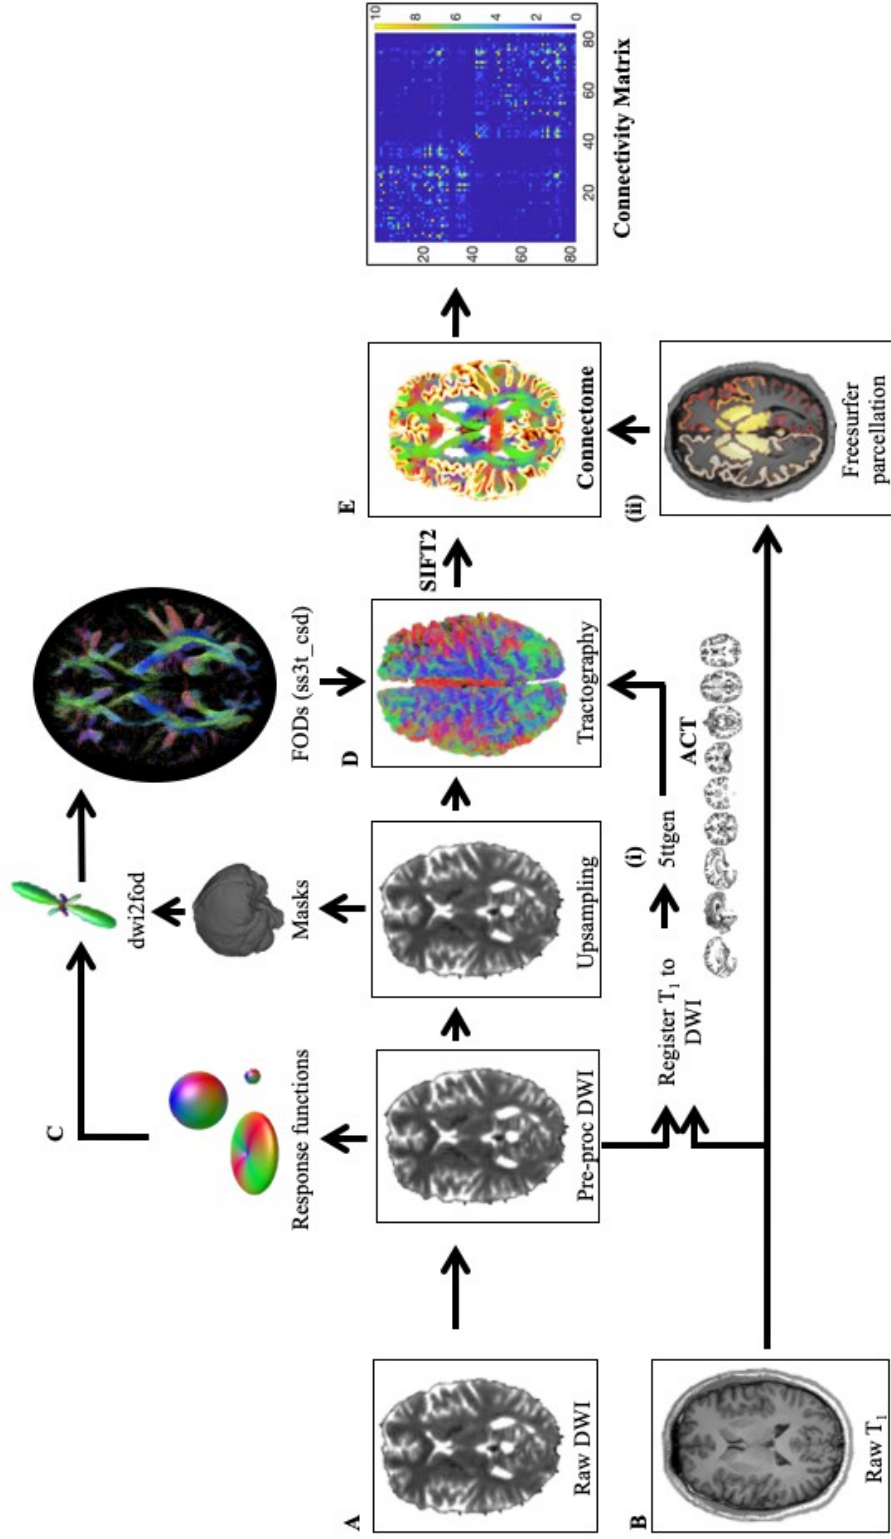 C
Response functions
dwi2fod
Masks
FODs (ss3t_csd)
A
Raw DWI
Pre-proc DWI
Upsampling
D
Tractography
SIFT2
E
Connectome
20
40
60
80
20
40
60
80
0
2
4
6
8
10
Connectivity Matrix
B
Raw T₁
Register T₁ to
DWI
(i)
5ttgen
ACT
(ii)
Freesurfer
parcellation